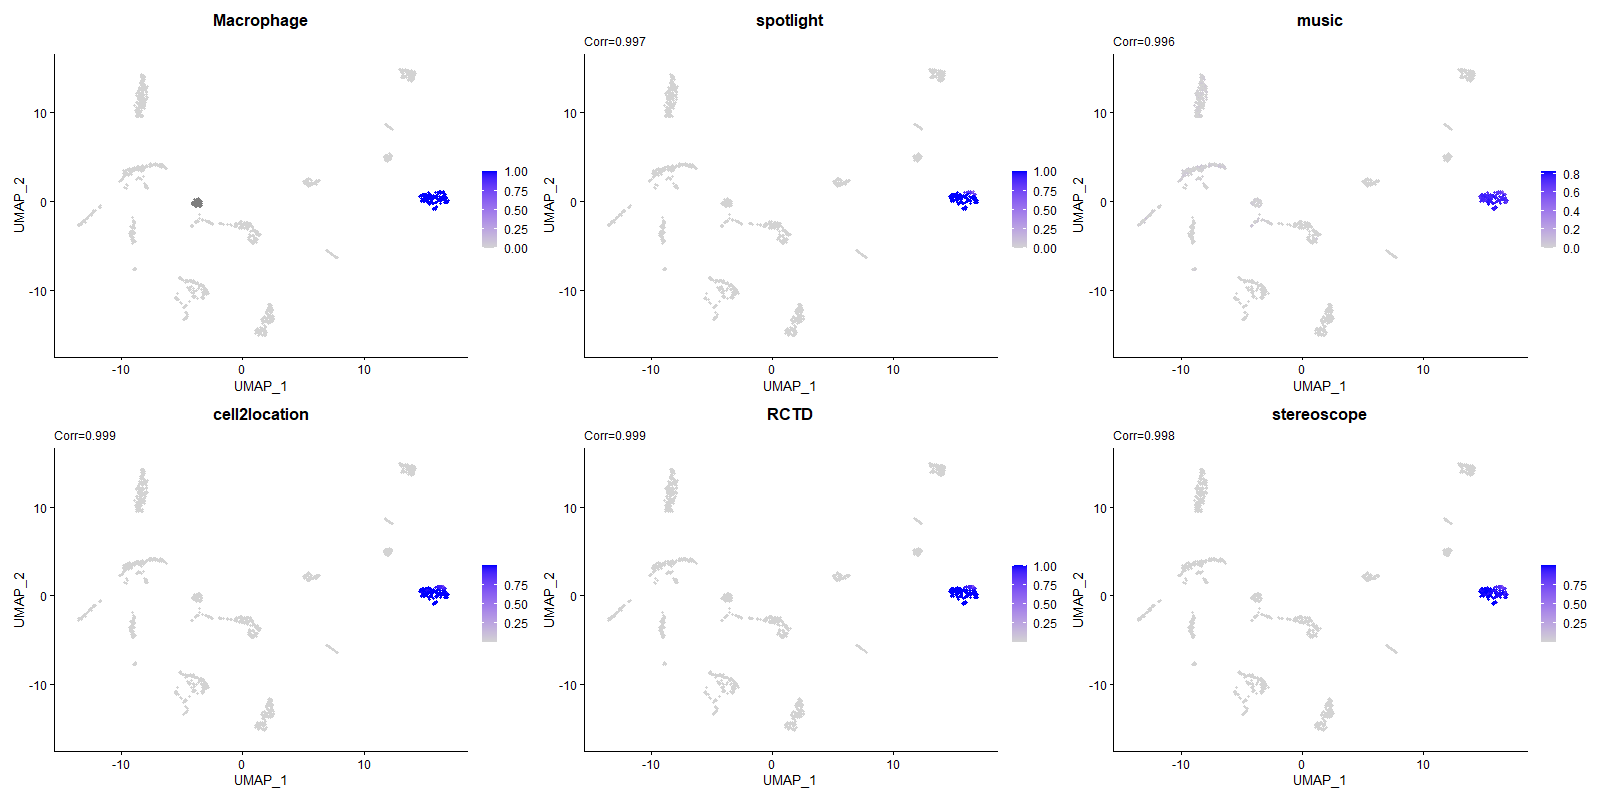 Macrophage
10
0
-10
-10
0
10
UMAP_1
UMAP_2
1.00
0.75
0.50
0.25
0.00
spotlight
Corr=0.997
10
0
-10
-10
0
10
UMAP_1
UMAP_2
1.00
0.75
0.50
0.25
0.00
music
Corr=0.996
10
0
-10
-10
0
10
UMAP_1
UMAP_2
0.8
0.6
0.4
0.2
0.0
cell2location
Corr=0.999
10
0
-10
-10
0
10
UMAP_1
UMAP_2
0.75
0.50
0.25
RCTD
Corr=0.999
10
0
-10
-10
0
10
UMAP_1
UMAP_2
1.00
0.75
0.50
0.25
stereoscope
Corr=0.998
10
0
-10
-10
0
10
UMAP_1
UMAP_2
0.75
0.50
0.25